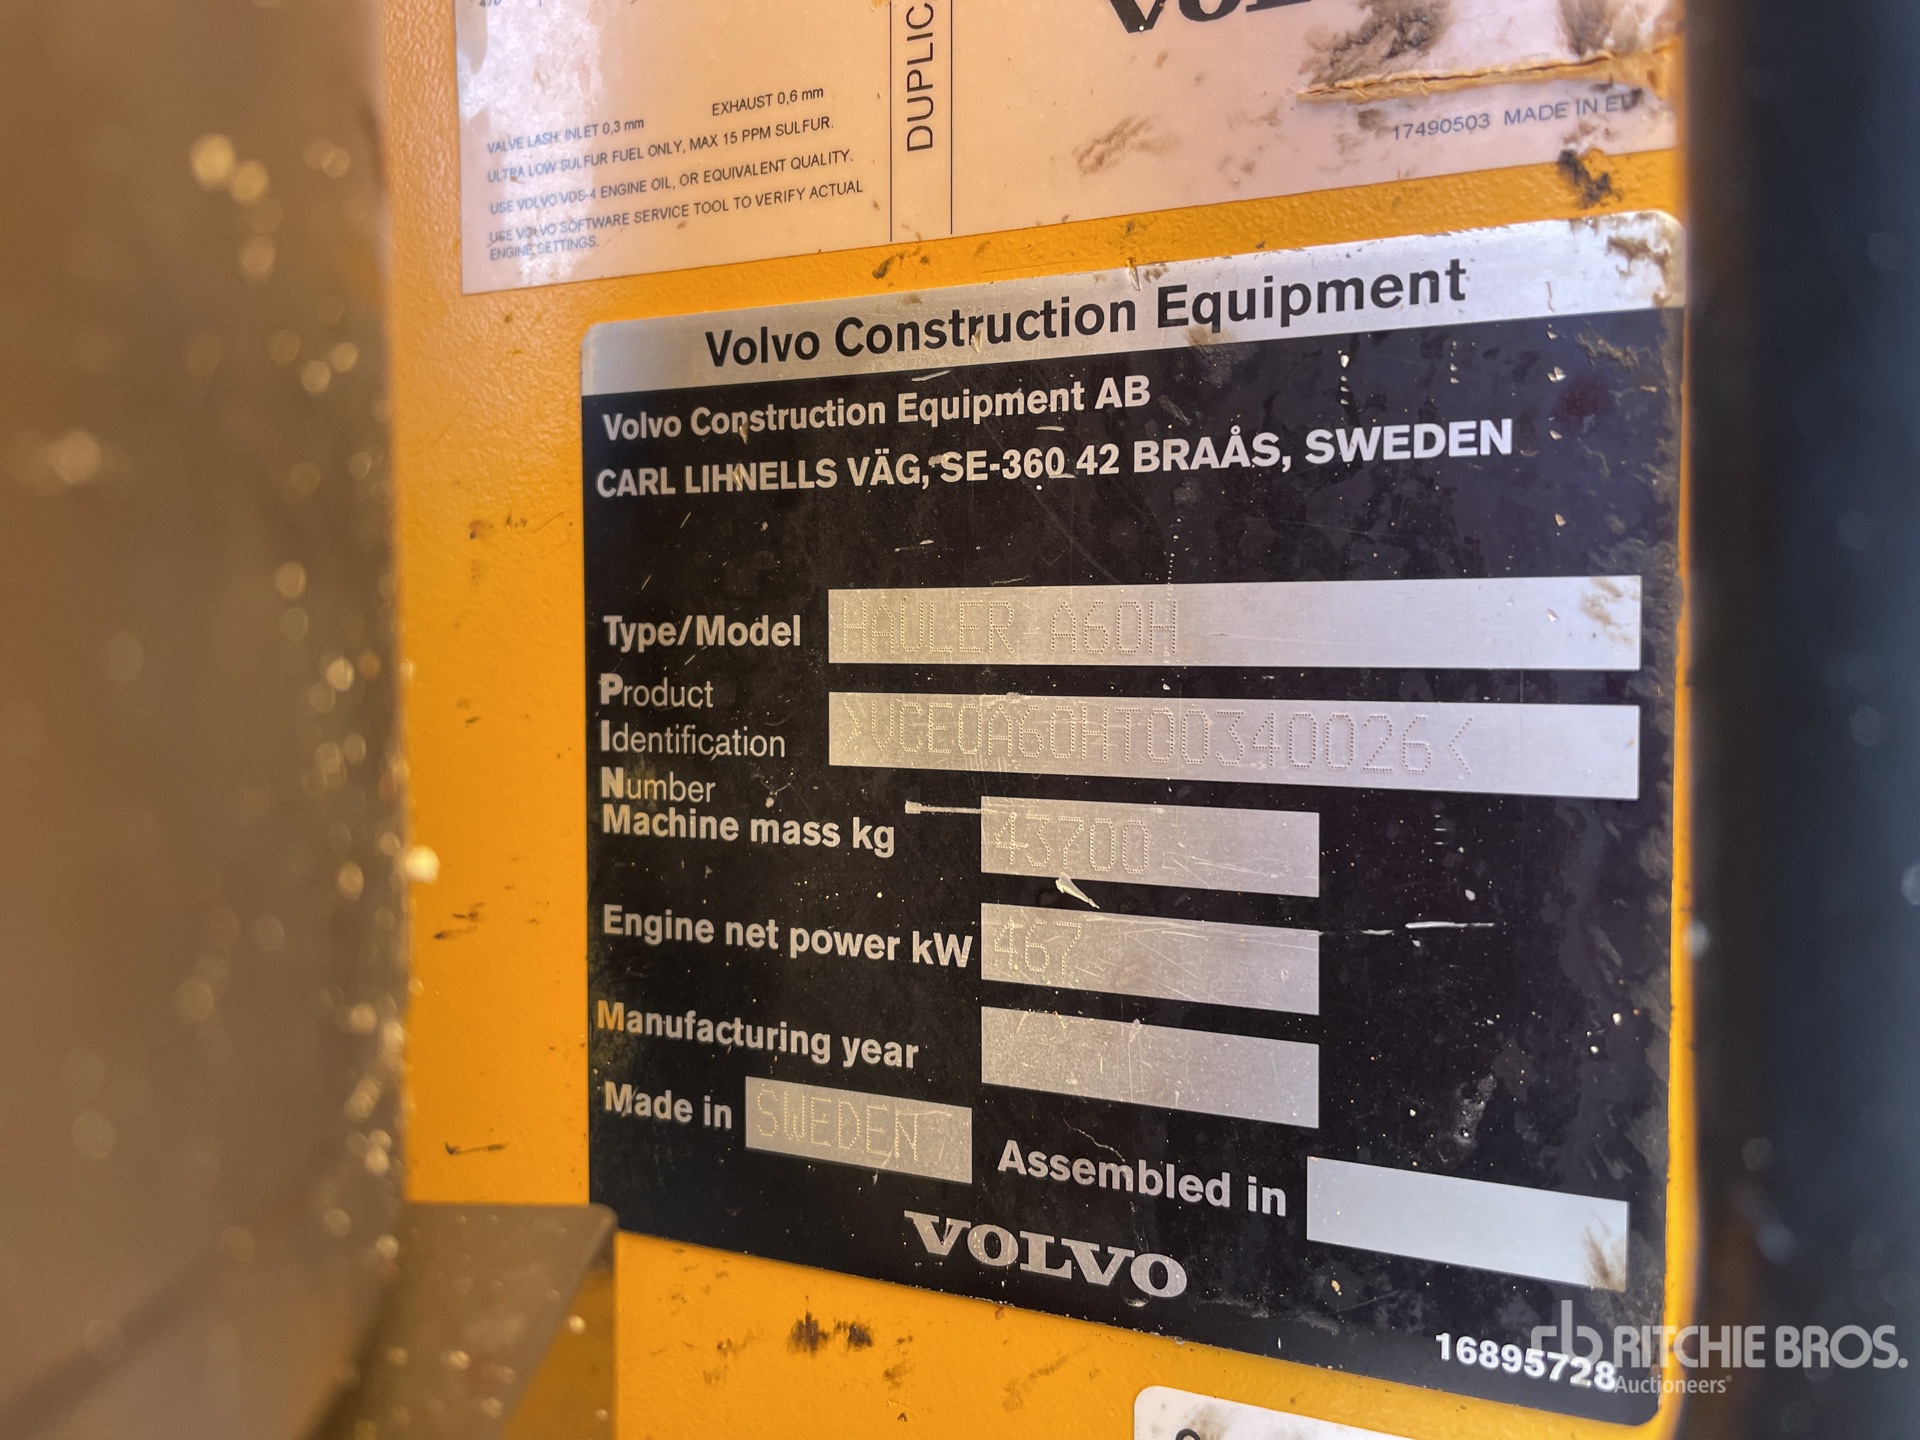 DUPLIC
VALVE LASH: INLET 0,3 mm EXHAUST 0,6 mm
ULTRA LOW SULFUR FUEL ONLY, MAX 15 PPM SULFUR.
USE VOLVO VDS-4 ENGINE OIL, OR EQUIVALENT QUALITY.
USE VOLVO SOFTWARE SERVICE TOOL TO VERIFY ACTUAL
ENGINE SETTINGS.
17490503 MADE IN EU
Volvo Construction Equipment
Volvo Construction Equipment AB
CARL LIHNELLS VÄG, SE-360 42 BRAÅS, SWEDEN
Type/Model HAULER A60H
Product
Identification >VCE0A60HT00340026<
Number
Machine mass kg 43700
Engine net power kW 467
Manufacturing year
Made in SWEDEN
Assembled in
VOLVO
16895728
rb RITCHIE BROS.
Auctioneers